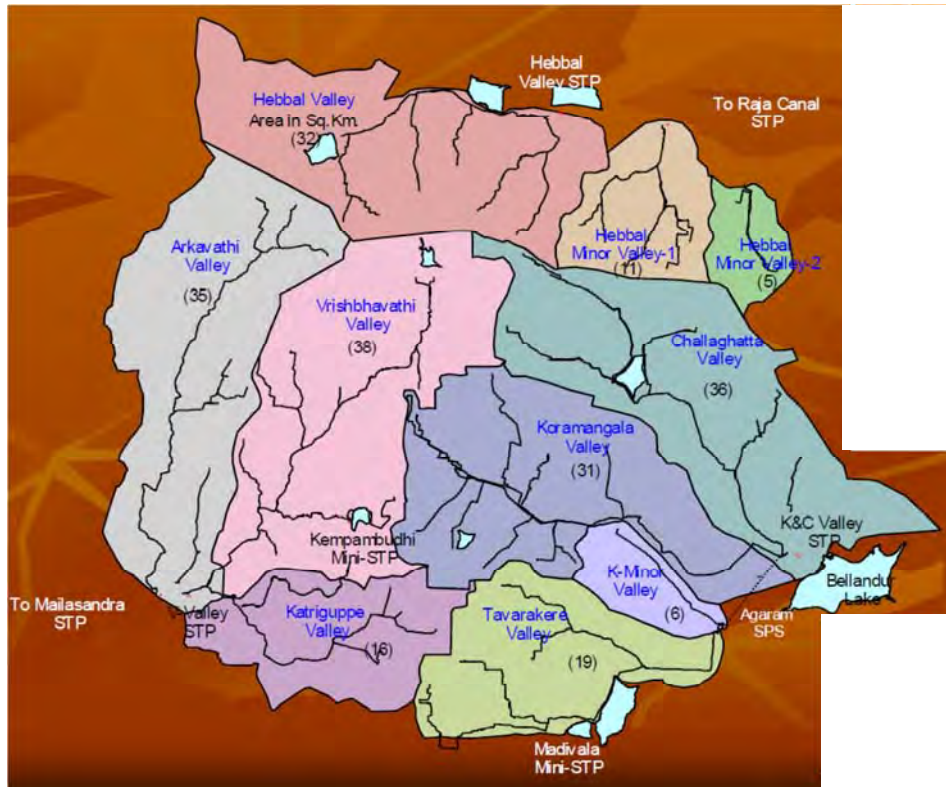 Hebbal
Valley STP
Hebbal Valley
Area in Sq.Km.
(32)
To Raja Canal
STP
Hebbal
Minor Valley-1
(11)
Hebbal
Minor Valley-2
(5)
Arkavathi
Valley
(35)
Vrishbhavathi
Valley
(38)
Challaghatta
Valley
(36)
Koramangala
Valley
(31)
K&C Valley
STP
Kempambudhi
Mini-STP
K-Minor
Valley
(6)
Bellandur
Lake
To Mailasandra
STP
V-Valley
STP
Katriguppe
Valley
(16)
Tavarakere
Valley
(19)
Agaram
SPS
Madivala
Mini-STP